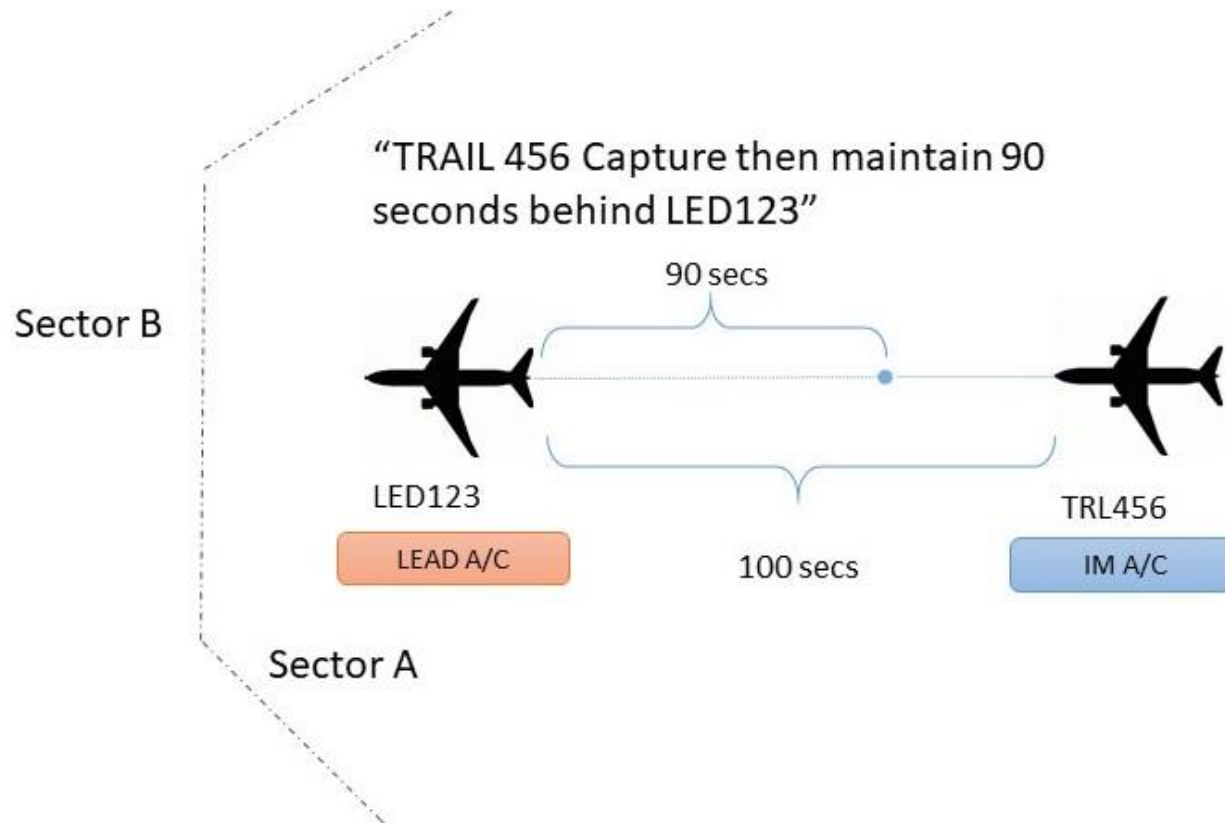 “TRAIL 456 Capture then maintain 90
seconds behind LED123”
90 secs
Sector B
LED123
TRL456
LEAD A/C
100 secs
IM A/C
Sector A